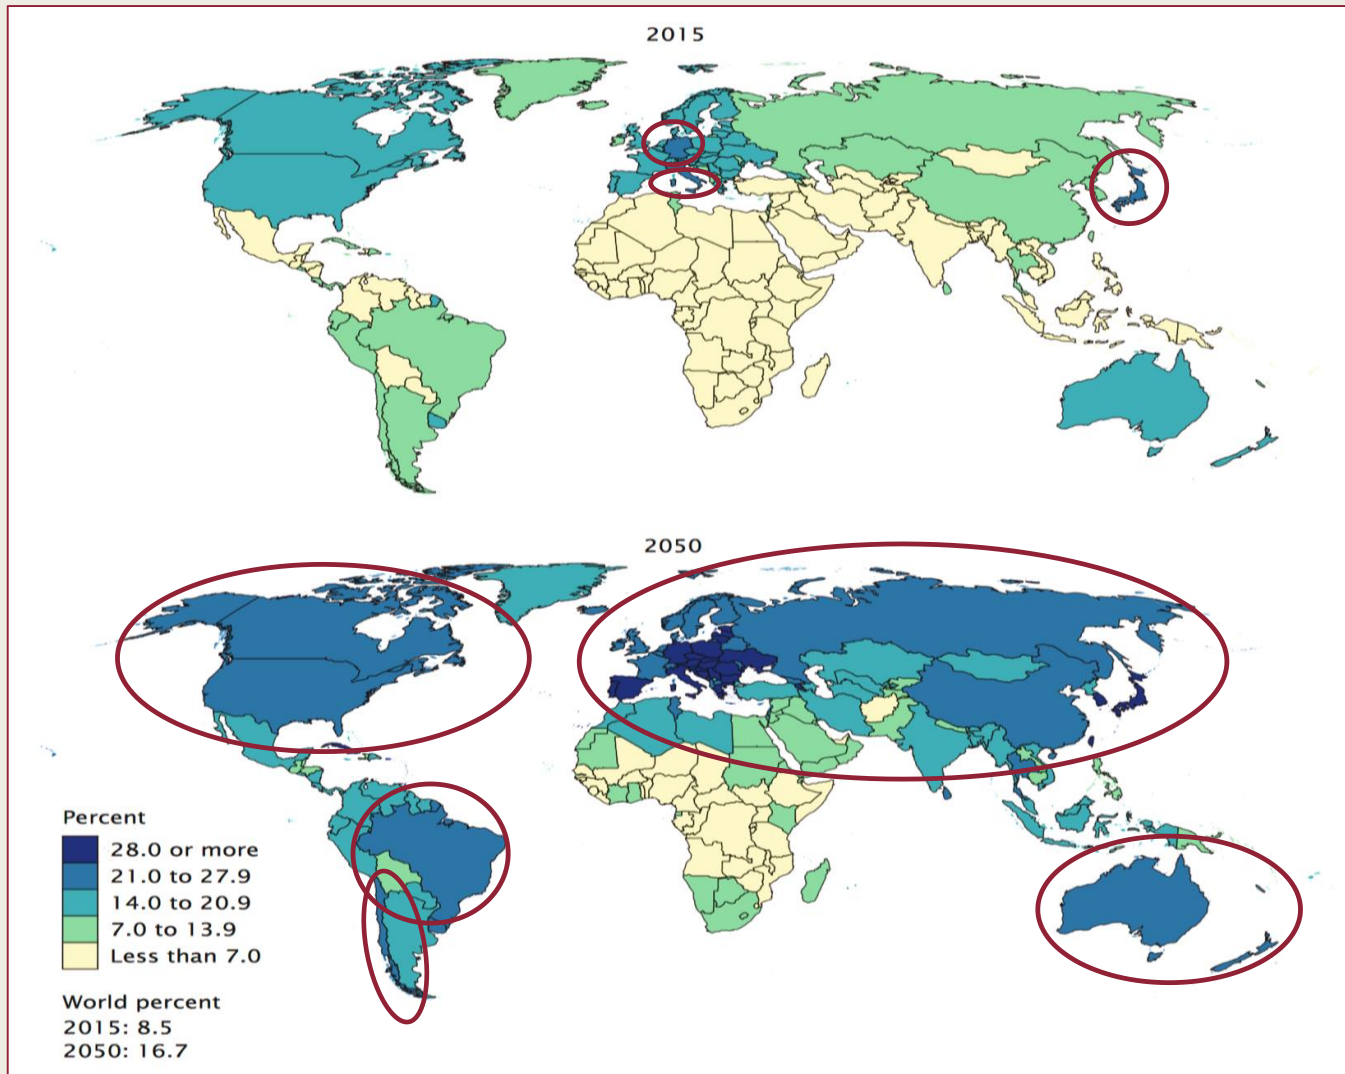 2015
2050
Percent
28.0 or more
21.0 to 27.9
14.0 to 20.9
7.0 to 13.9
Less than 7.0
World percent
2015: 8.5
2050: 16.7